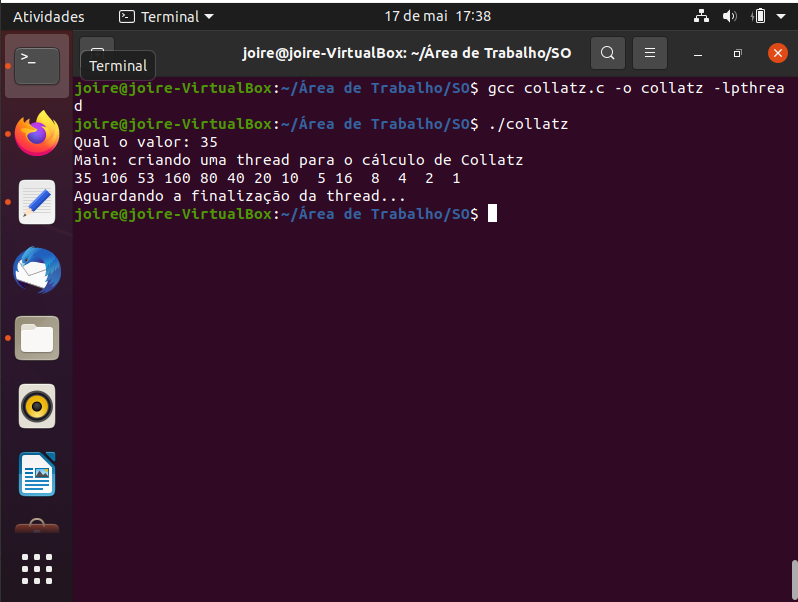 Atividades Terminal 17 de mai 17:38
joire@joire-VirtualBox: ~/Área de Trabalho/SO
Terminal
joire@joire-VirtualBox:~/Área de Trabalho/SO$ gcc collatz.c -o collatz -lpthrea
d
joire@joire-VirtualBox:~/Área de Trabalho/SO$ ./collatz
Qual o valor: 35
Main: criando uma thread para o cálculo de Collatz
35 106 53 160 80 40 20 10  5 16  8  4  2  1
Aguardando a finalização da thread...
joire@joire-VirtualBox:~/Área de Trabalho/SO$